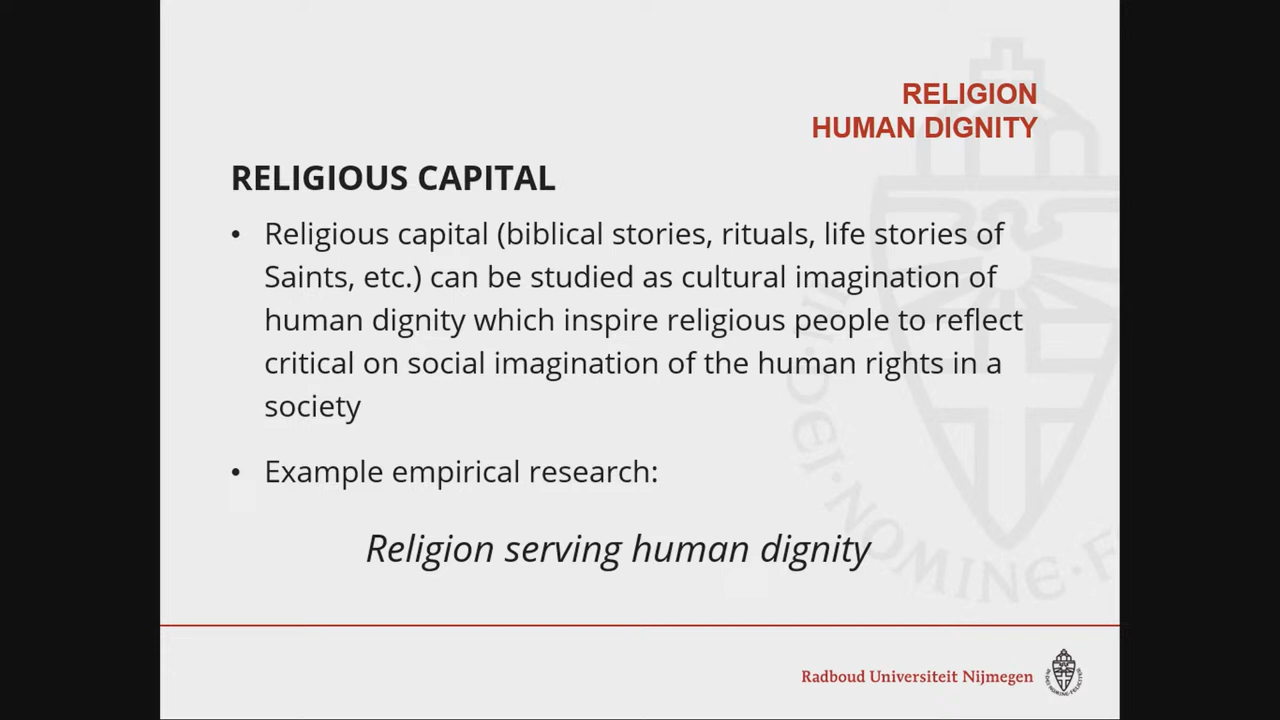 RELIGION
HUMAN DIGNITY
RELIGIOUS CAPITAL
• Religious capital (biblical stories, rituals, life stories of
Saints, etc.) can be studied as cultural imagination of
human dignity which inspire religious people to reflect
critical on social imagination of the human rights in a
society
• Example empirical research:
Religion serving human dignity
Radboud Universiteit Nijmegen